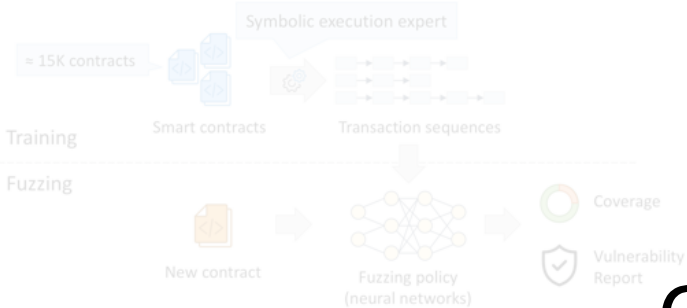 Symbolic execution expert
≈ 15K contracts
Smart contracts
Transaction sequences
Training
Fuzzing
Coverage
New contract
Fuzzing policy
(neural networks)
Vulnerability
Report